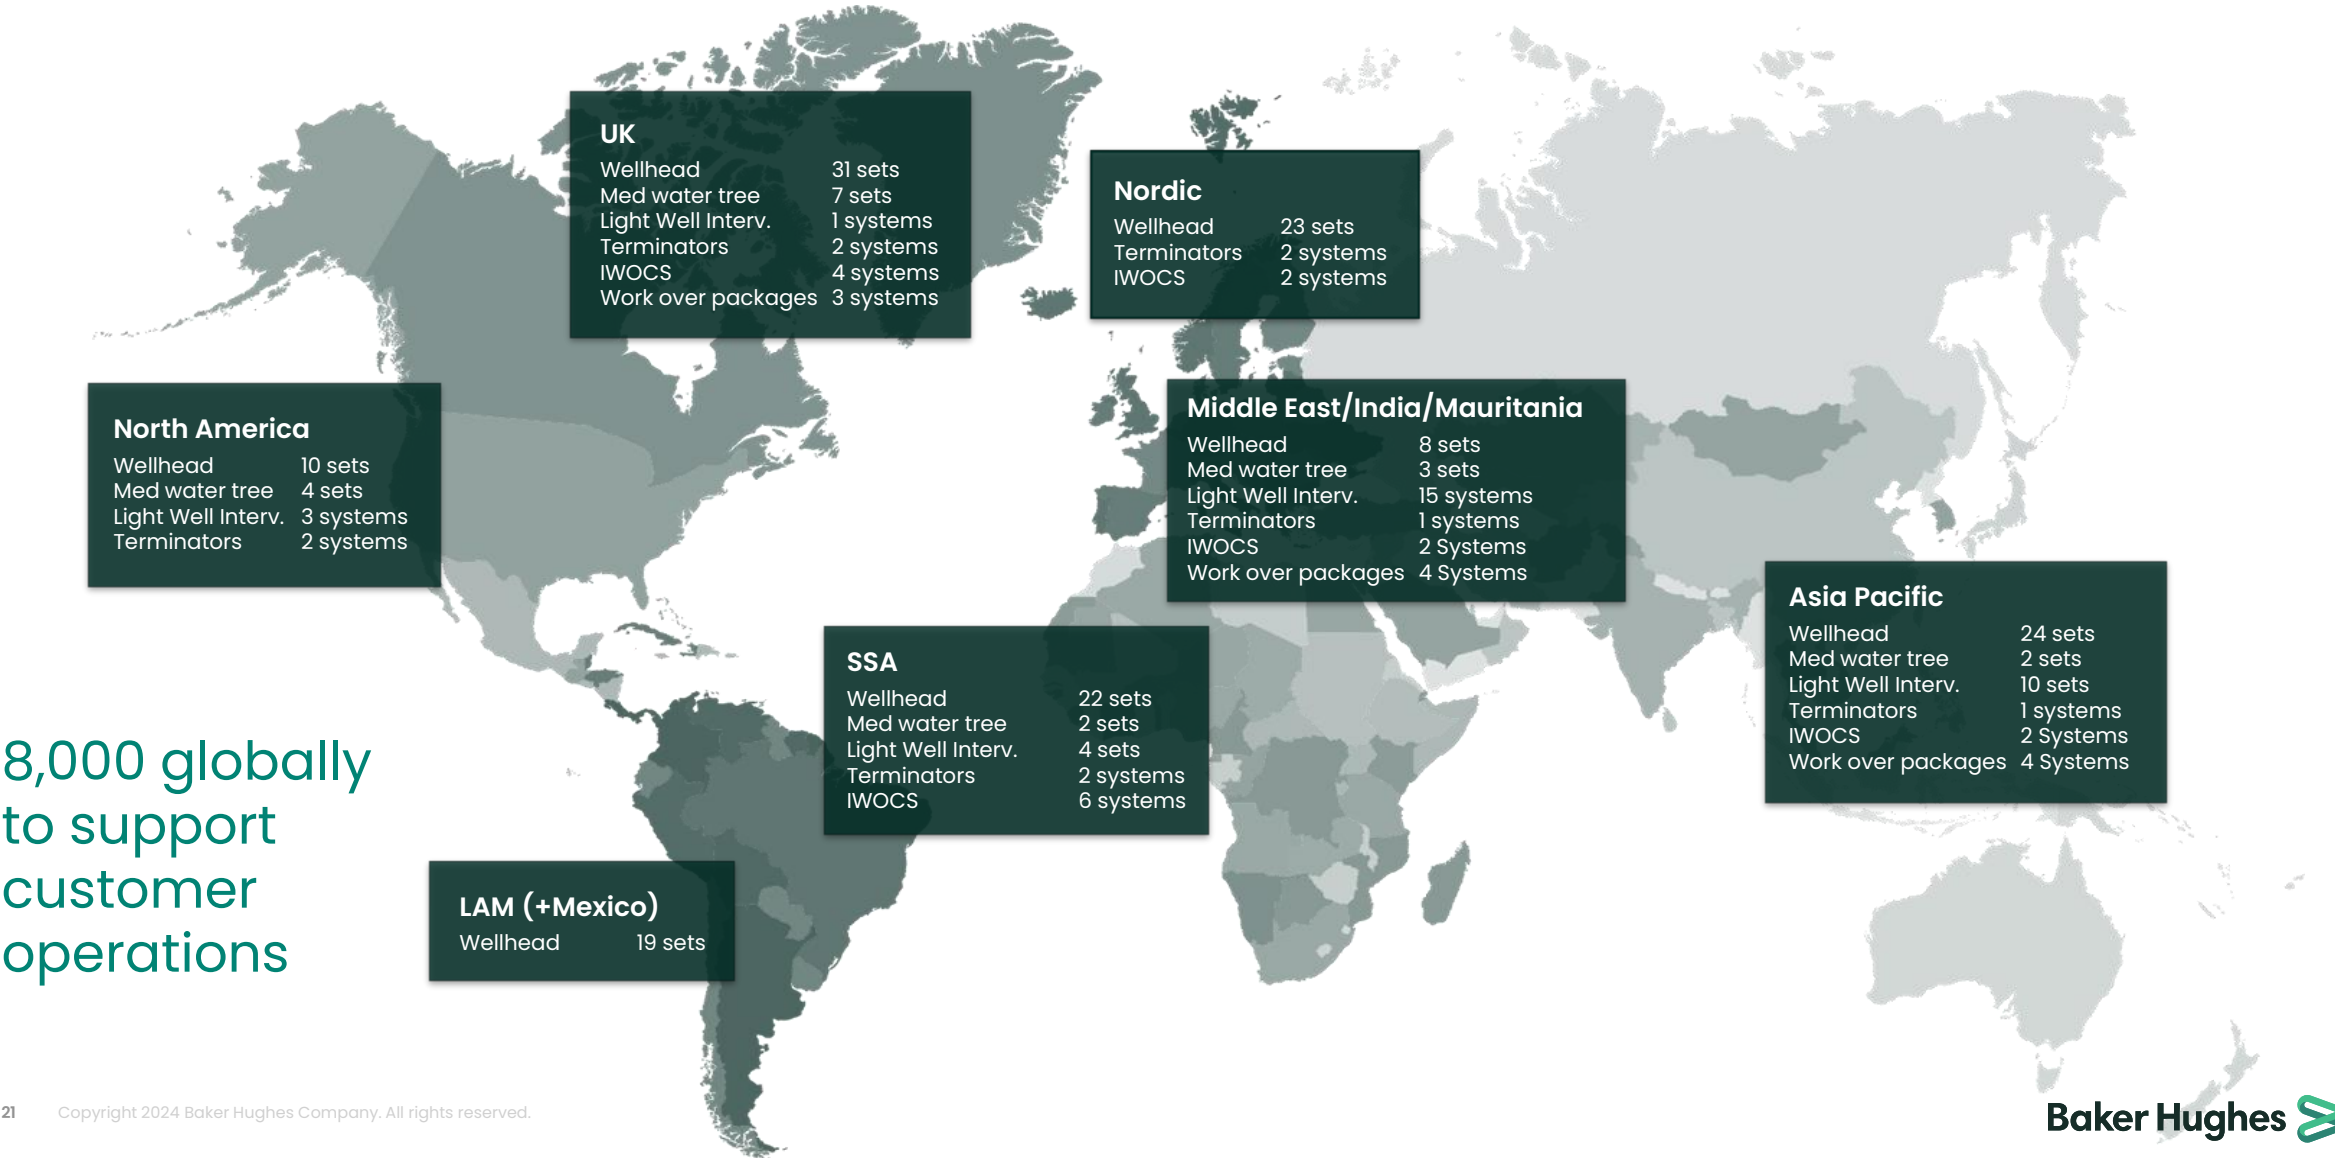 UK
Wellhead 31 sets
Med water tree 7 sets
Light Well Interv. 1 systems
Terminators 2 systems
IWOCS 4 systems
Work over packages 3 systems
Nordic
Wellhead 23 sets
Terminators 2 systems
IWOCS 2 systems
North America
Wellhead 10 sets
Med water tree 4 sets
Light Well Interv. 3 systems
Terminators 2 systems
Middle East/India/Mauritania
Wellhead 8 sets
Med water tree 3 sets
Light Well Interv. 15 systems
Terminators 1 systems
IWOCS 2 Systems
Work over packages 4 Systems
Asia Pacific
Wellhead 24 sets
Med water tree 2 sets
Light Well Interv. 10 sets
Terminators 1 systems
IWOCS 2 Systems
Work over packages 4 Systems
SSA
Wellhead 22 sets
Med water tree 2 sets
Light Well Interv. 4 sets
Terminators 2 systems
IWOCS 6 systems
LAM (+Mexico)
Wellhead 19 sets
8,000 globally
to support
customer
operations
21 Copyright 2024 Baker Hughes Company. All rights reserved.
Baker Hughes